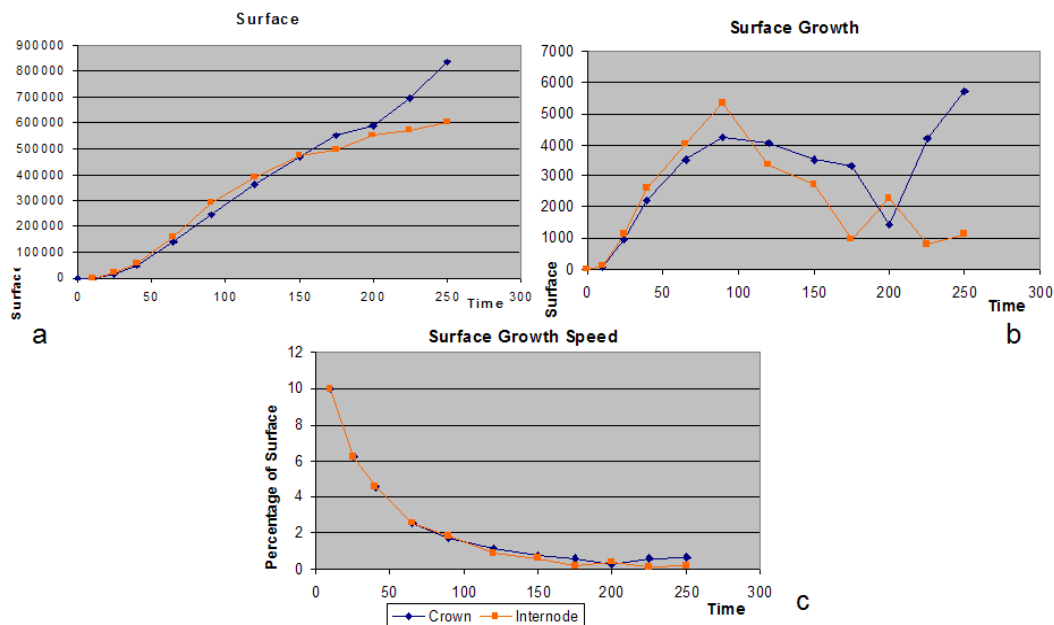 Surface
900000
800000
700000
600000
500000
400000
300000
200000
100000
0
0 50 100 150 200 250 300
Surface
Time
a
Surface Growth
7000
6000
5000
4000
3000
2000
1000
0
0 50 100 150 200 250 300
Surface
Time
b
Surface Growth Speed
12
10
8
6
4
2
0
0 50 100 150 200 250 300
Percentage of Surface
Time
Crown Internode
c